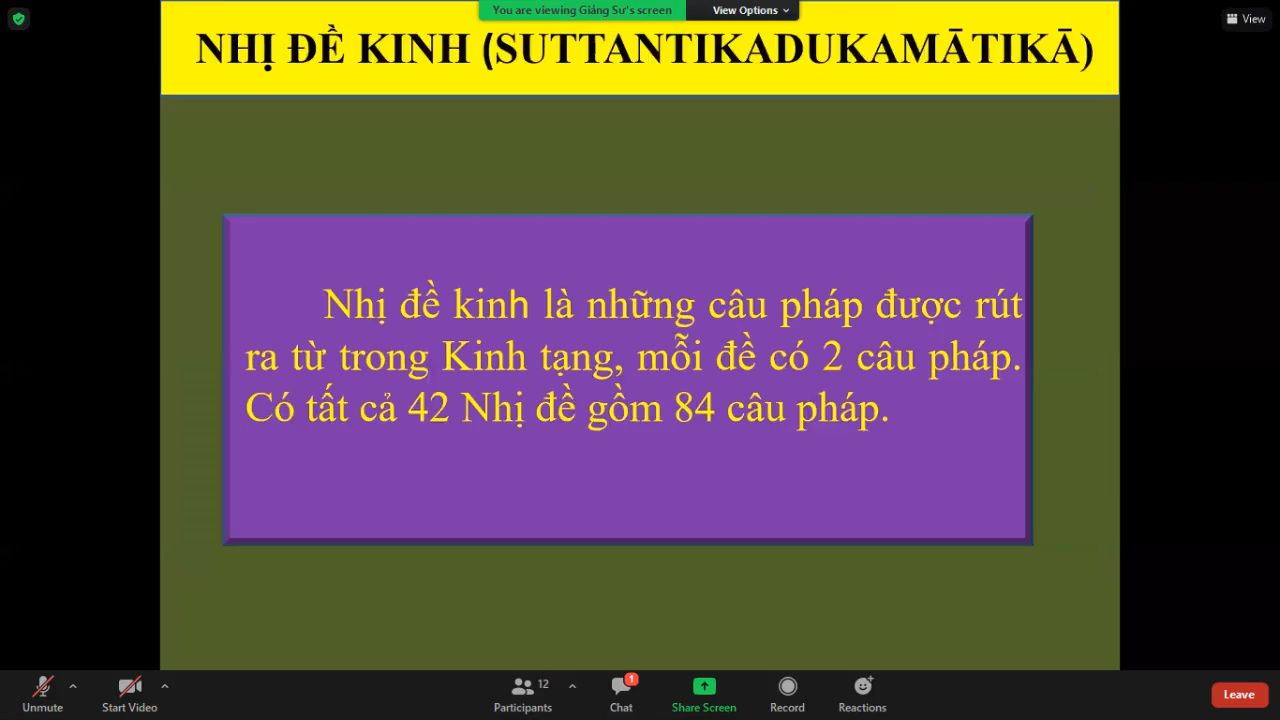 You are viewing Giảng Sư's screen
View Options
View
NHỊ ĐỀ KINH (SUTTANTIKADUKAMĀTIKĀ)
Nhị đề kinh là những câu pháp được rút
ra từ trong Kinh tạng, mỗi đề có 2 câu pháp.
Có tất cả 42 Nhị đề gồm 84 câu pháp.
Unmute
Start Video
12
Participants
1
Chat
Share Screen
Record
Reactions
Leave